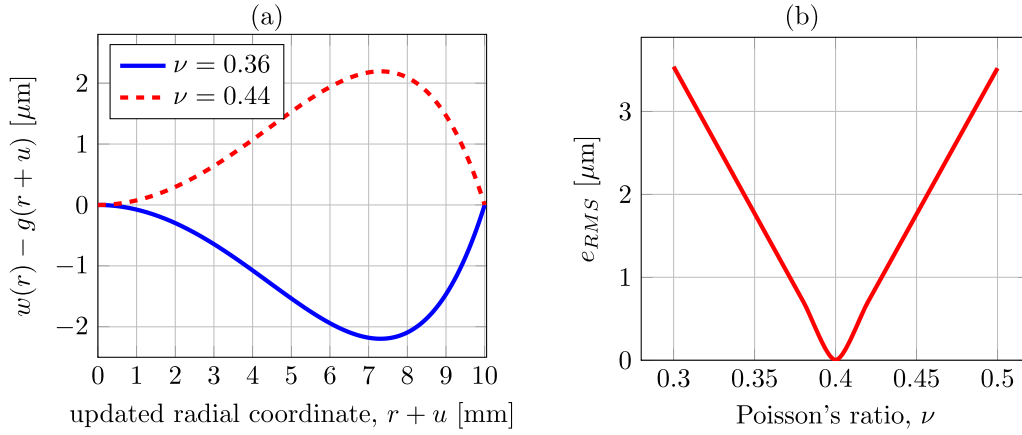 (a)
w(r) − g(r + u) [μm]
2
1
0
−1
−2
ν = 0.36
ν = 0.44
0 1 2 3 4 5 6 7 8 9 10
updated radial coordinate, r + u [mm]
(b)
e_RMS [μm]
3
2
1
0
0.3 0.35 0.4 0.45 0.5
Poisson's ratio, ν